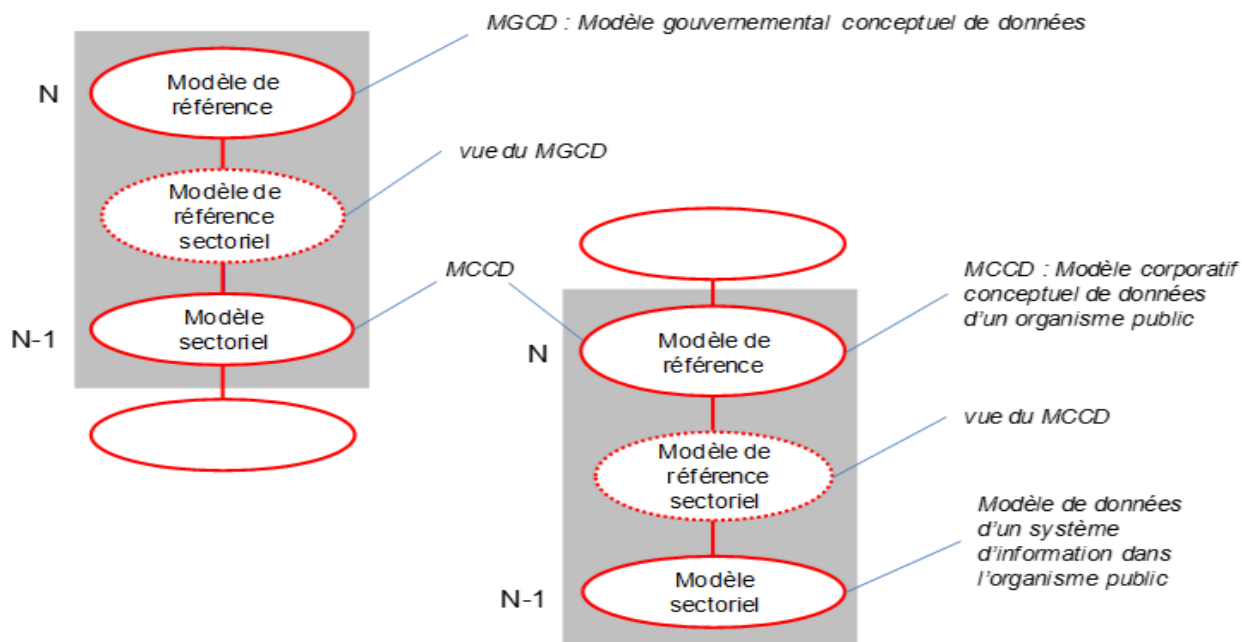 MGCD : Modèle gouvernemental conceptuel de données
N
Modèle de
référence
vue du MGCD
Modèle de
référence
sectoriel
MCCD
N-1
Modèle
sectoriel
MCCD : Modèle corporatif
conceptuel de données
d'un organisme public
N
Modèle de
référence
vue du MCCD
Modèle de
référence
sectoriel
Modèle de données
d'un système
d'information dans
l'organisme public
N-1
Modèle
sectoriel